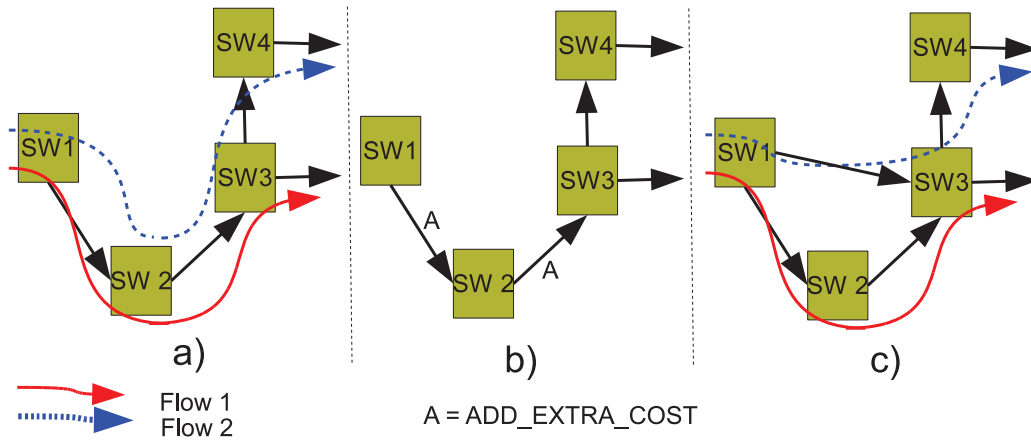 SW4
SW1
SW3
SW 2
a)
SW4
SW1
A
SW3
A
SW 2
b)
SW4
SW1
SW3
SW 2
c)
Flow 1
Flow 2
A = ADD_EXTRA_COST